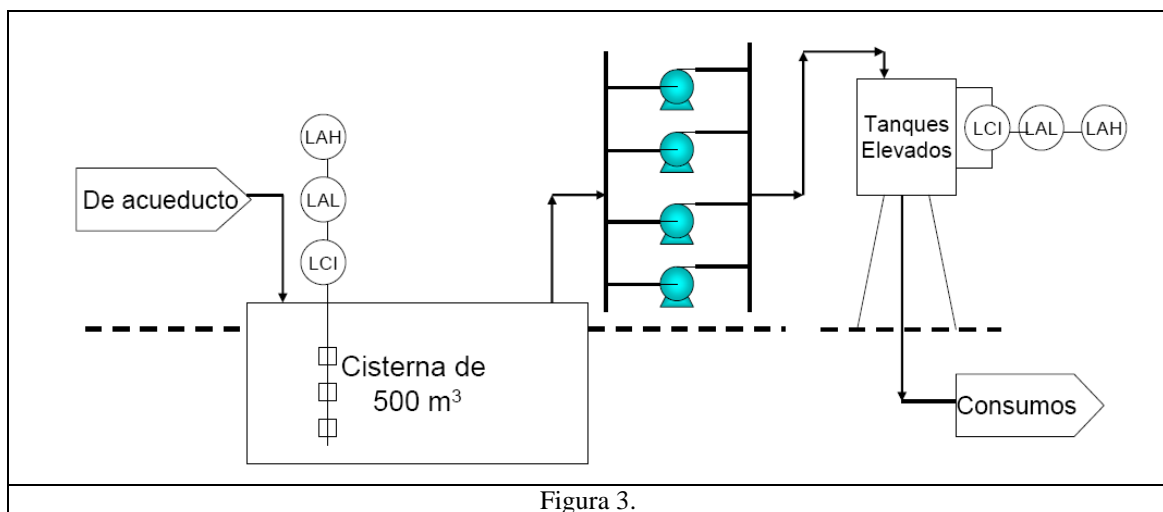 LAH
De acueducto
LAL
LCI
Cisterna de
500 m³
Tanques
Elevados
LCI
LAL
LAH
Consumos
Figura 3.